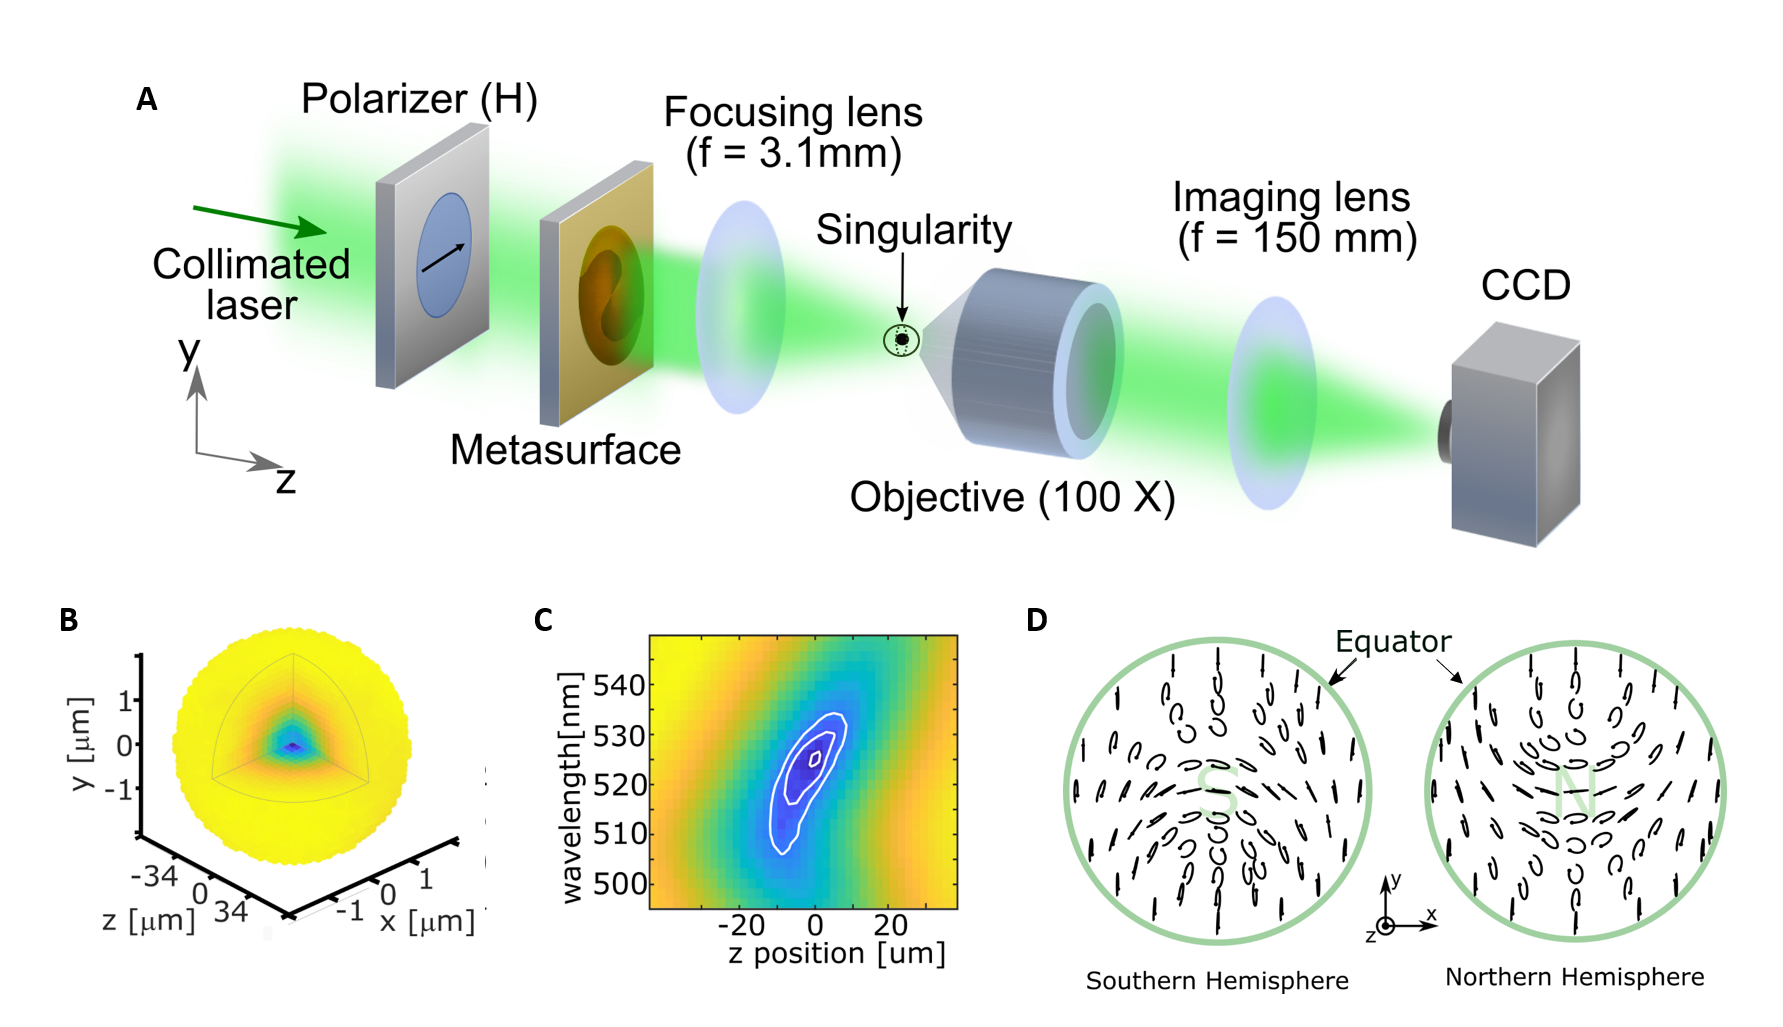 A
Polarizer (H)
Focusing lens
(f = 3.1mm)
Collimated
laser
Singularity
Imaging lens
(f = 150 mm)
CCD
y
z
Metasurface
Objective (100 X)
B
1
0
-1
y [μm]
-34
0
34
z [μm]
-1
0
1
x [μm]
C
540
530
520
510
500
wavelength[nm]
-20
0
20
z position [um]
D
Equator
S
N
y
x
z
Southern Hemisphere
Northern Hemisphere